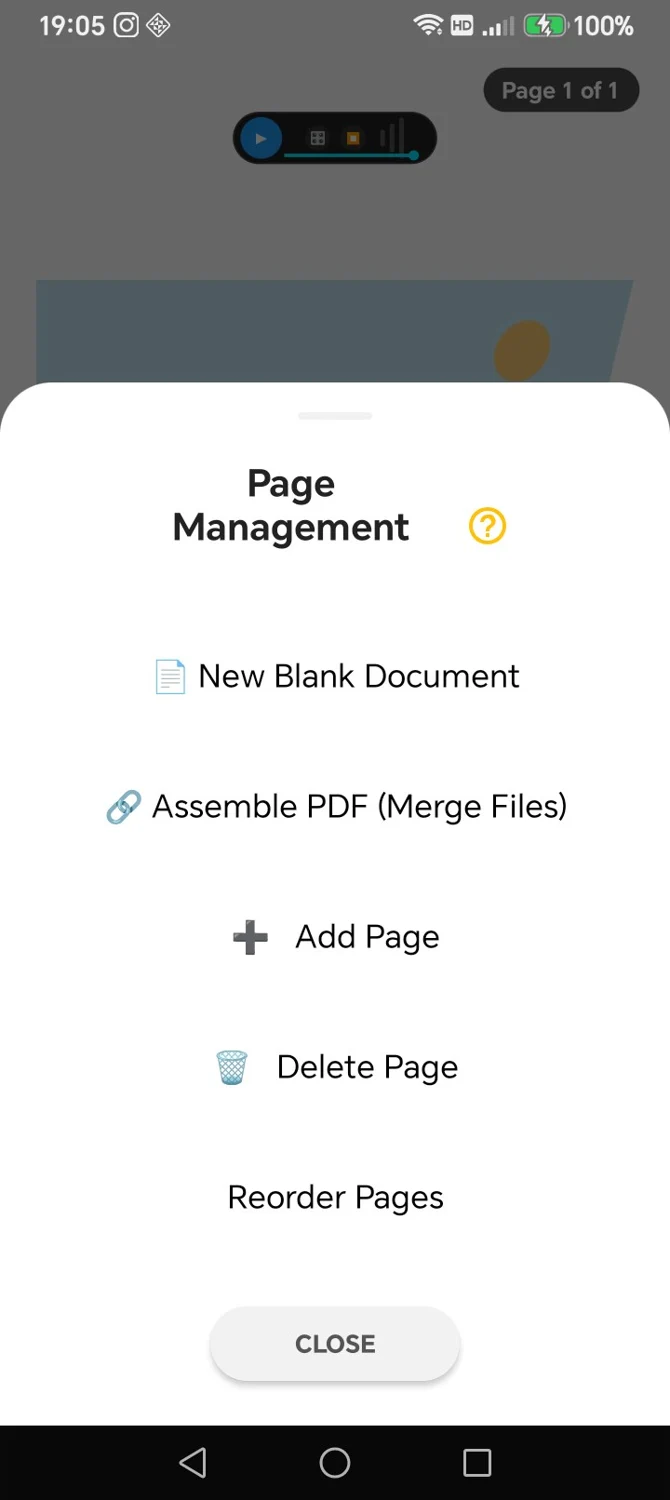 19:05
HD
100%
Page 1 of 1
Page
Management
?
New Blank Document
Assemble PDF (Merge Files)
Add Page
Delete Page
Reorder Pages
CLOSE